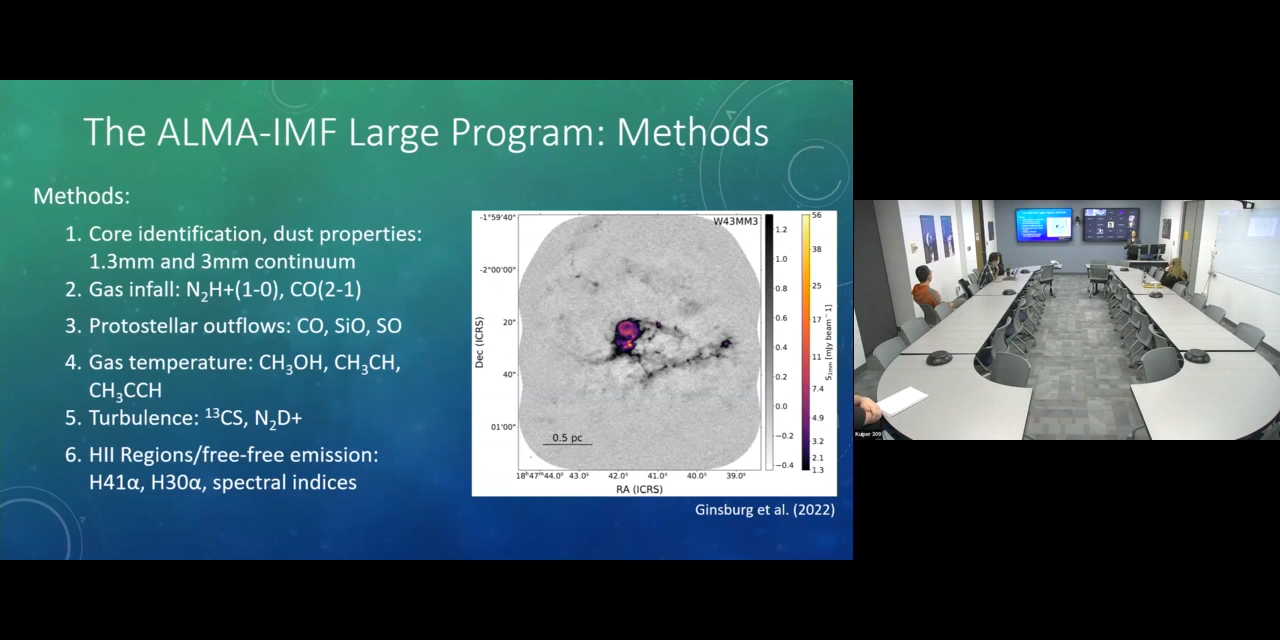 The ALMA-IMF Large Program: Methods
Methods:
1. Core identification, dust properties:
1.3mm and 3mm continuum
2. Gas infall: N₂H+(1-0), CO(2-1)
3. Protostellar outflows: CO, SiO, SO
4. Gas temperature: CH₃OH, CH₃CH,
CH₃CCH
5. Turbulence: ¹³CS, N₂D+
6. HII Regions/free-free emission:
H41α, H30α, spectral indices
W43MM3
-1°59'40"
-2°00'00"
20"
40"
01'00"
Dec (ICRS)
0.5 pc
18ʰ47ᵐ44.0ˢ 43.0ˢ 42.0ˢ 41.0ˢ 40.0ˢ 39.0ˢ
RA (ICRS)
1.2
1.0
0.8
0.6
0.4
0.2
0.0
−0.2
−0.4
56
38
25
17
11
7.4
4.9
3.2
2.1
1.3
S₁mm [mJy beam⁻¹]
Ginsburg et al. (2022)
Kuiper 309